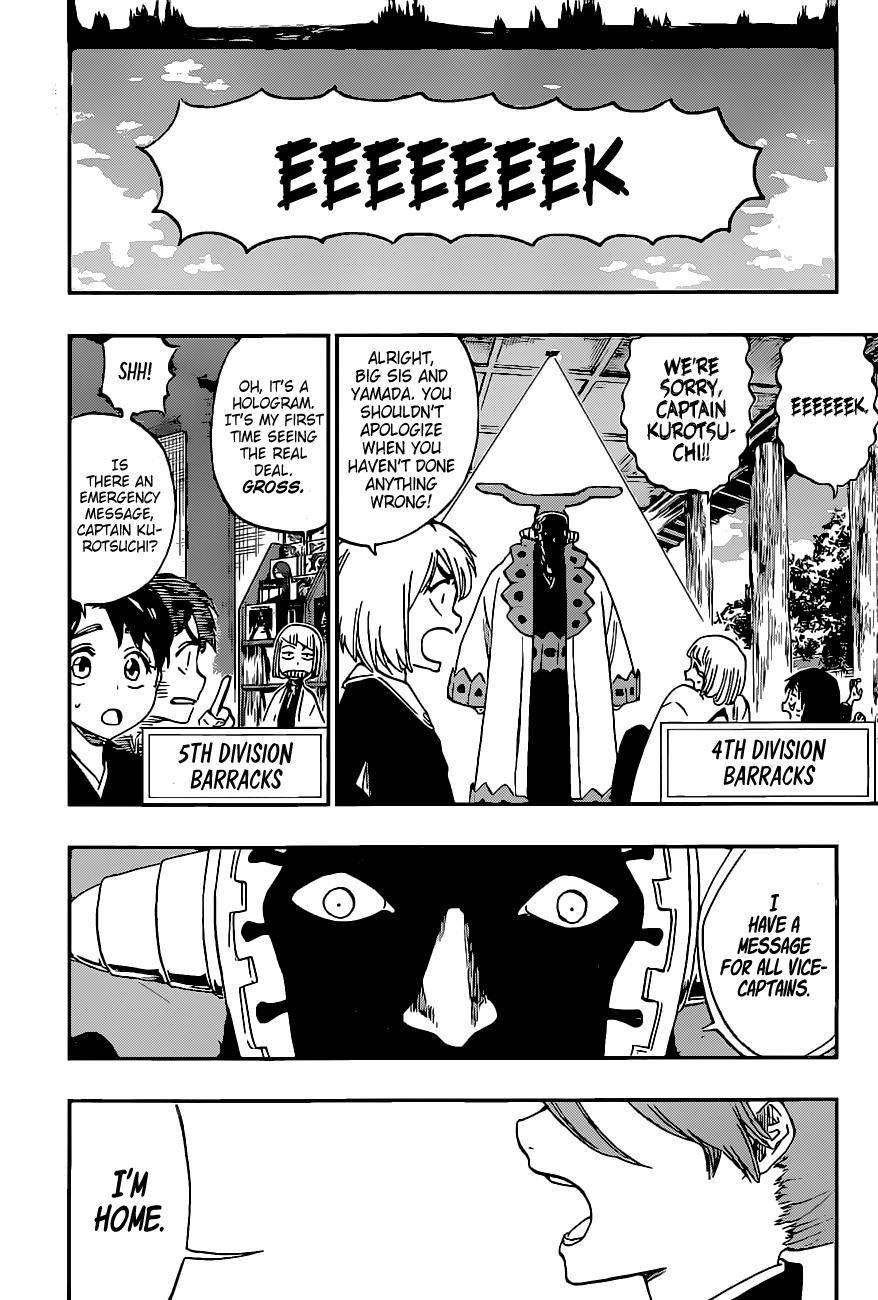 EEEEEEEK
EEEEEEK.
WE'RE
SORRY,
CAPTAIN
KUROTSU-
CHI!!
ALRIGHT,
BIG SIS AND
YAMADA. YOU
SHOULDN'T
APOLOGIZE
WHEN YOU
HAVEN'T DONE
ANYTHING
WRONG!
4TH DIVISION
BARRACKS
OH, IT'S A
HOLOGRAM.
IT'S MY FIRST
TIME SEEING
THE REAL
DEAL.
GROSS.
SHH!
IS
THERE AN
EMERGENCY
MESSAGE,
CAPTAIN KU-
ROTSUCHI?
5TH DIVISION
BARRACKS
I
HAVE A
MESSAGE
FOR ALL VICE-
CAPTAINS.
I'M
HOME.